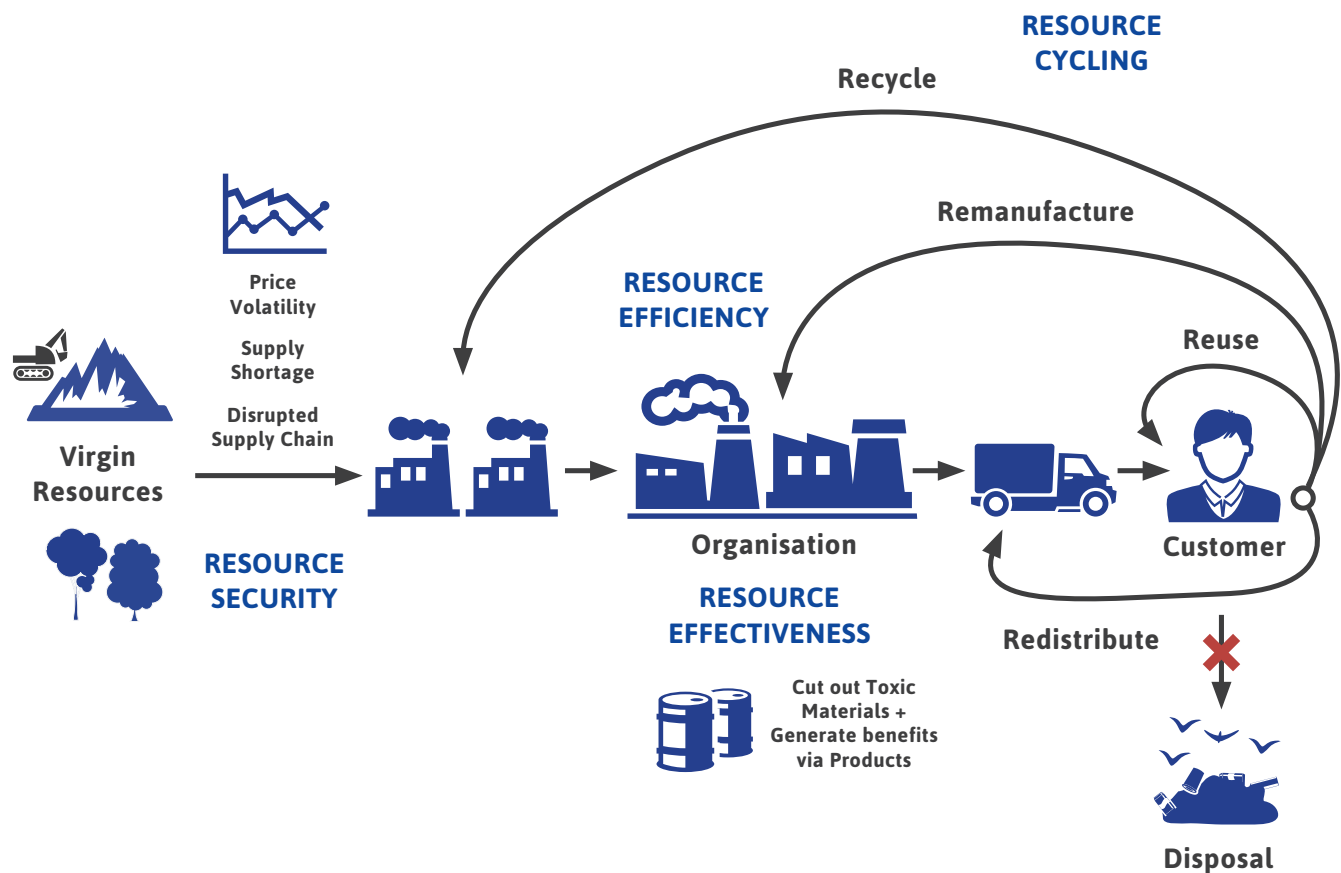 RESOURCE
CYCLING
Recycle
Remanufacture
Price
Volatility
Supply
Shortage
Disrupted
Supply Chain
RESOURCE
EFFICIENCY
Reuse
Virgin
Resources
Organisation
Customer
RESOURCE
SECURITY
RESOURCE
EFFECTIVENESS
Redistribute
Cut out Toxic
Materials +
Generate benefits
via Products
Disposal